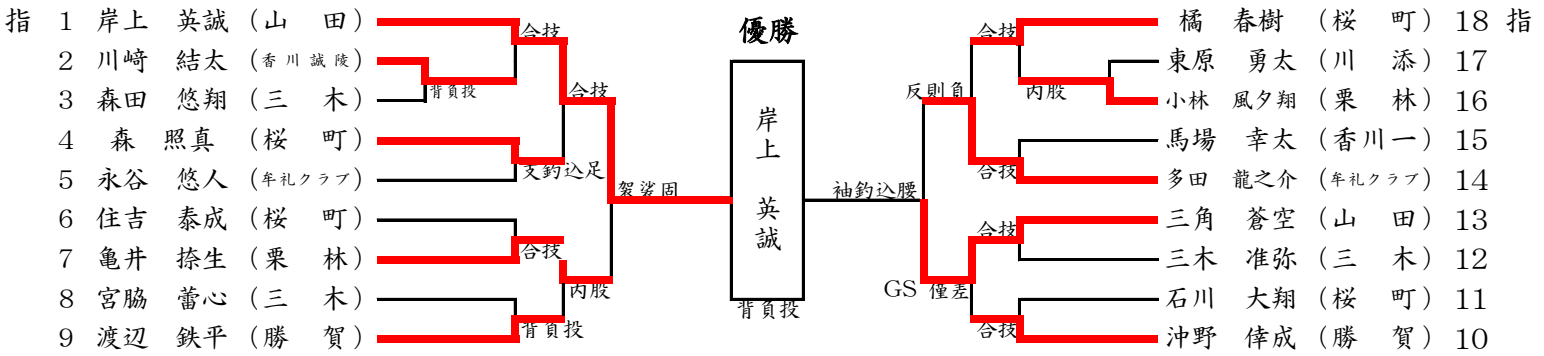 指 1 岸上 英誠 (山 田)
合技
2 川﨑 結太 (香川誠陵)
背負投
3 森田 悠翔 (三 木)
合技
4 森 照真 (桜 町)
支釣込足
5 永谷 悠人 (牟礼クラブ)
袈裟固
6 住吉 泰成 (桜 町)
合技
7 亀井 捺生 (栗 林)
内股
8 宮脇 蕾心 (三 木)
背負投
9 渡辺 鉄平 (勝 賀)
優勝
岸上 英誠
背負投
橘 春樹 (桜 町) 18 指
合技
東原 勇太 (川 添) 17
反則負
内股
小林 風夕翔 (栗 林) 16
馬場 幸太 (香川一) 15
合技
多田 龍之介 (牟礼クラブ) 14
袖釣込腰
三角 蒼空 (山 田) 13
合技
三木 准弥 (三 木) 12
GS 僅差
石川 大翔 (桜 町) 11
合技
沖野 倖成 (勝 賀) 10